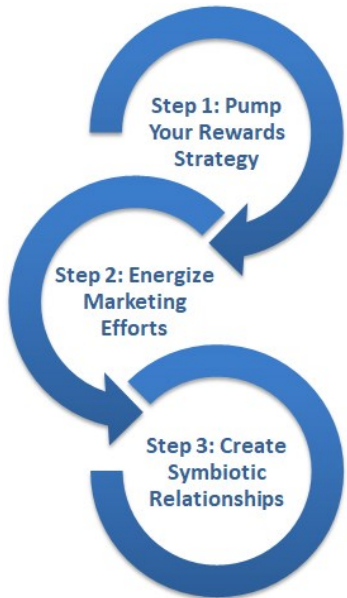 Step 1: Pump
Your Rewards
Strategy
Step 2: Energize
Marketing
Efforts
Step 3: Create
Symbiotic
Relationships